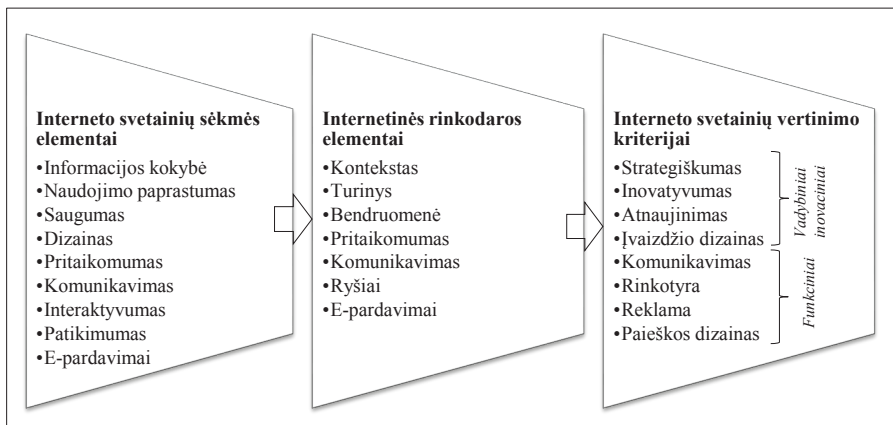 Interneto svetainių sėkmės
elementai
•Informacijos kokybė
•Naudojimo paprastumas
•Saugumas
•Dizainas
•Pritaikomumas
•Komunikavimas
•Interaktyvumas
•Patikimumas
•E-pardavimai
Internetinės rinkodaros
elementai
•Kontekstas
•Turinys
•Bendruomenė
•Pritaikomumas
•Komunikavimas
•Ryšiai
•E-pardavimai
Interneto svetainių vertinimo
kriterijai
•Strategiškumas
•Inovatyvumas
•Atnaujinimas
•Įvaizdžio dizainas
•Komunikavimas
•Rinkotyra
•Reklama
•Paieškos dizainas
Vadybiniai
inovaciniai
Funkciniai